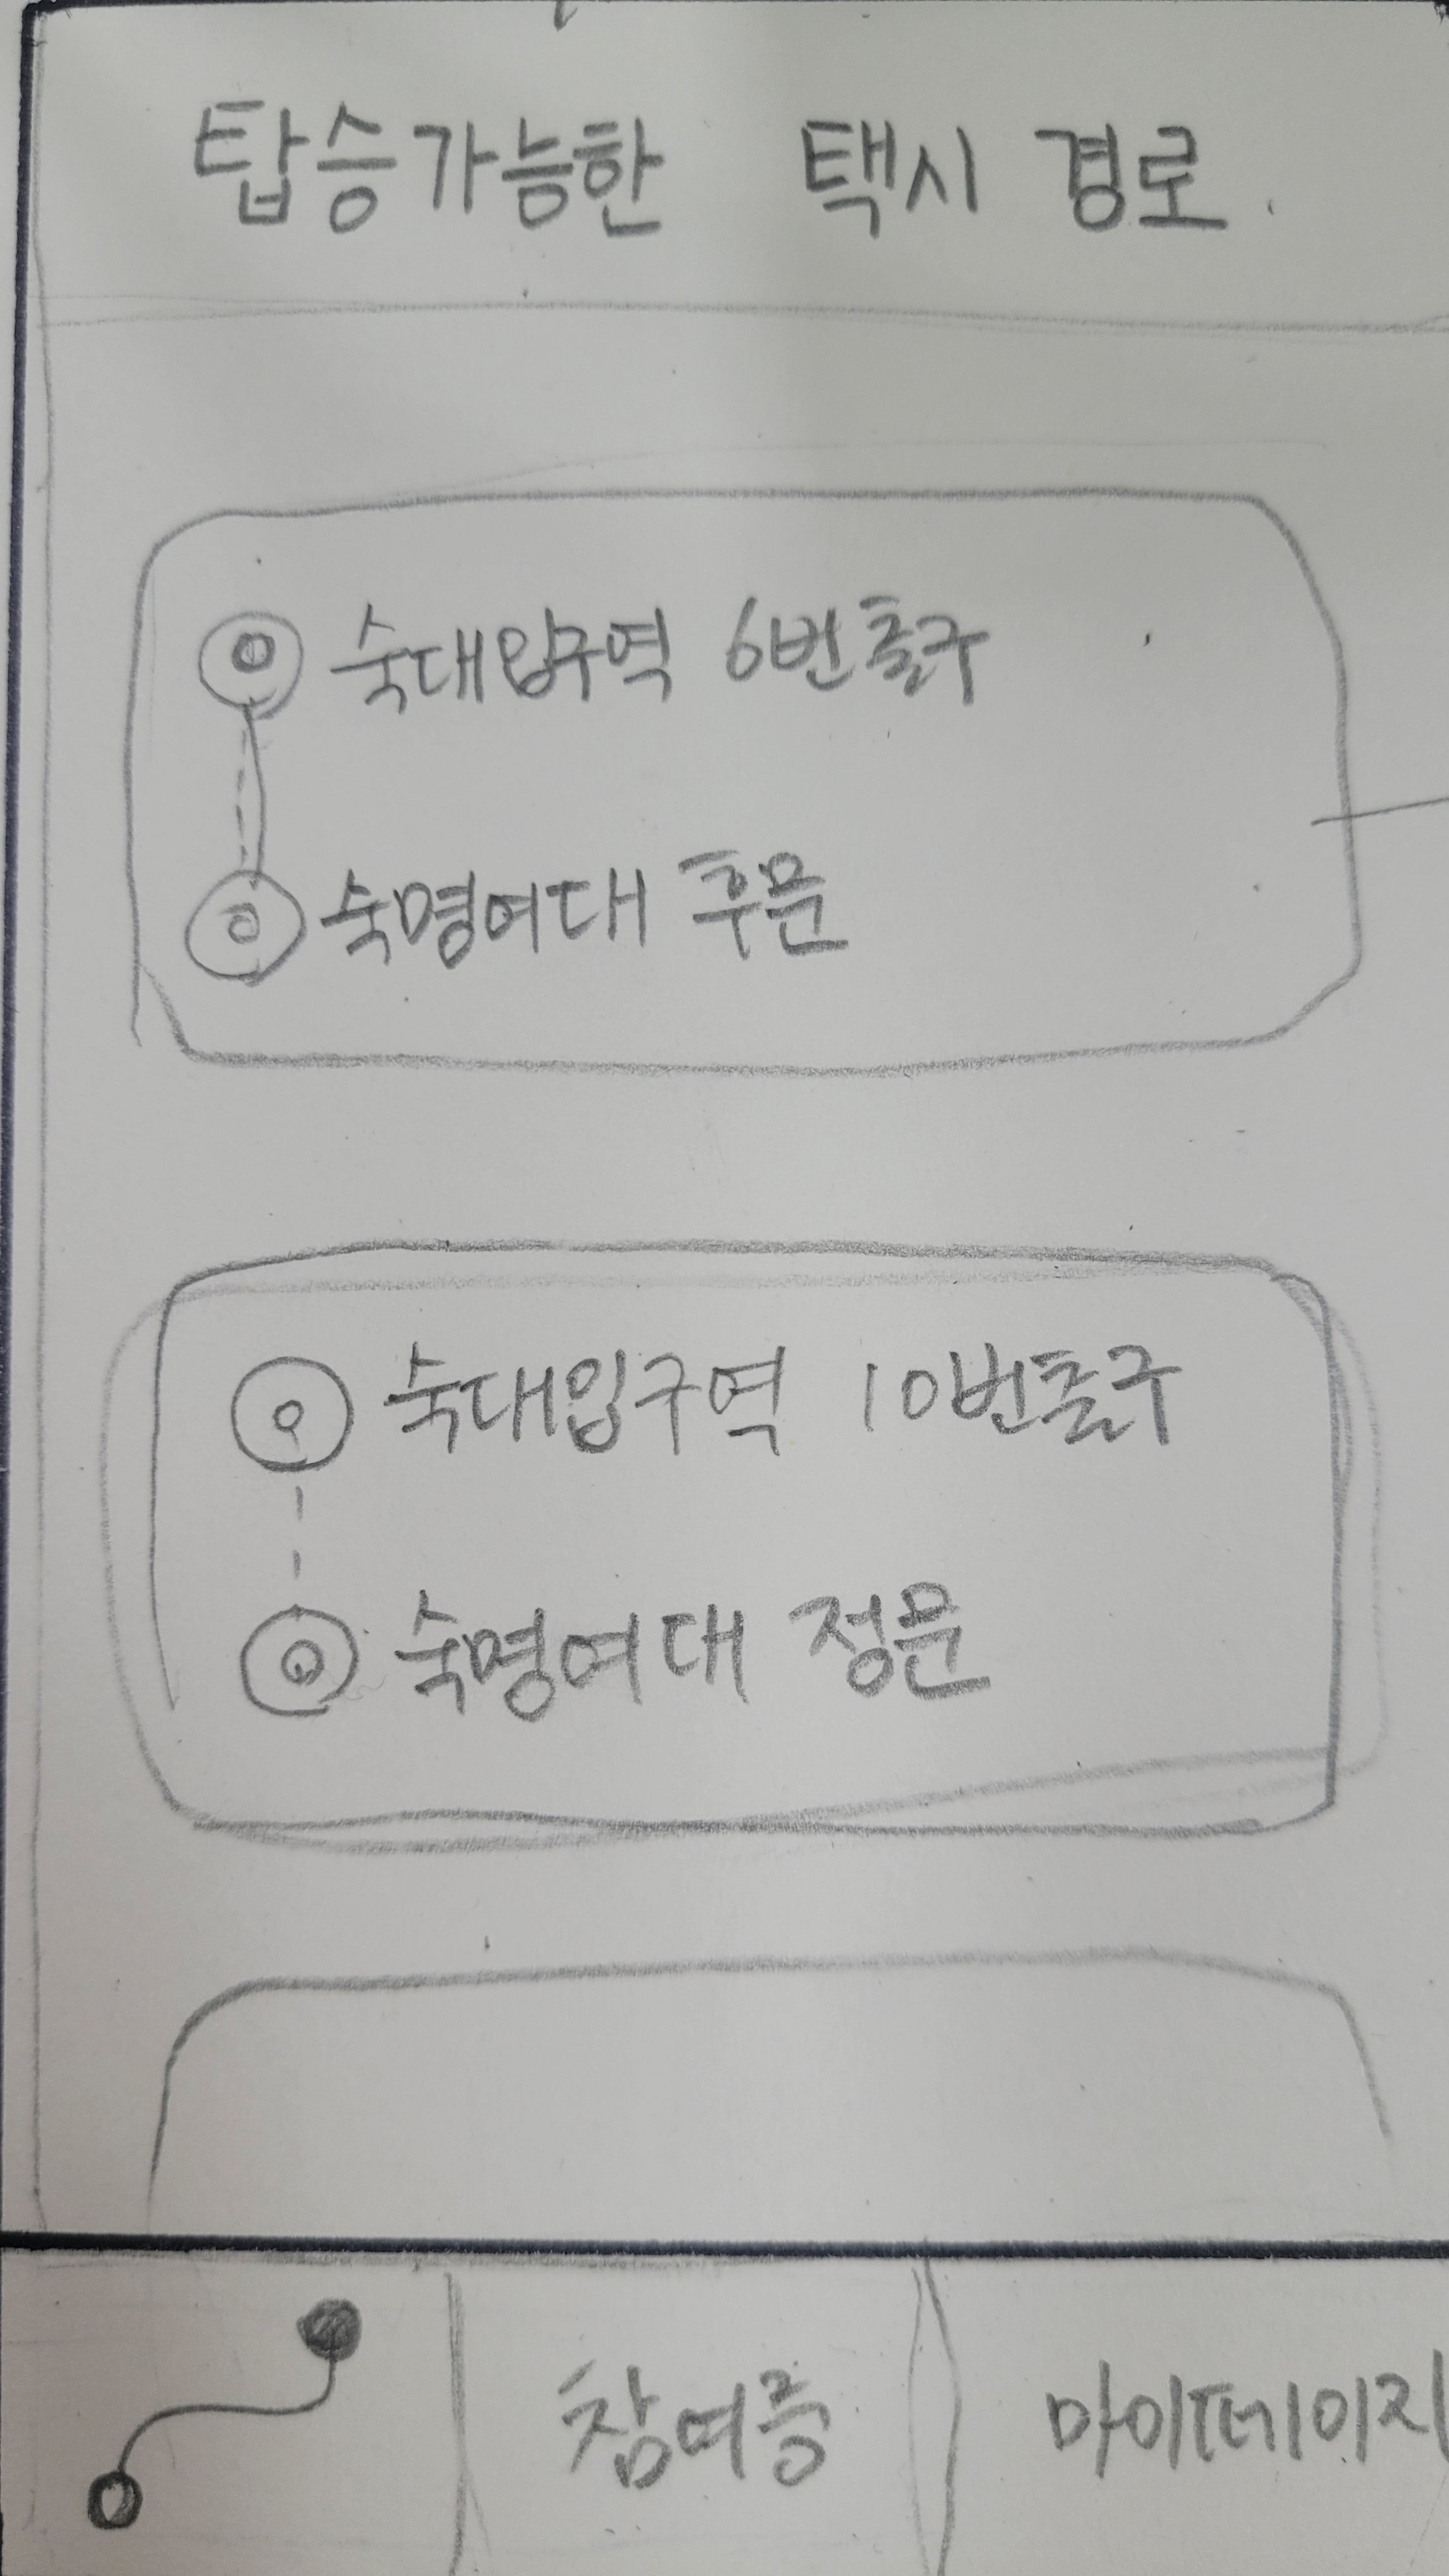 탑승가능한 택시 경로.
숙대입구역 6번출구
숙명여대 후문
숙대입구역 10번출구
숙명여대 정문
참여중 마이페이지